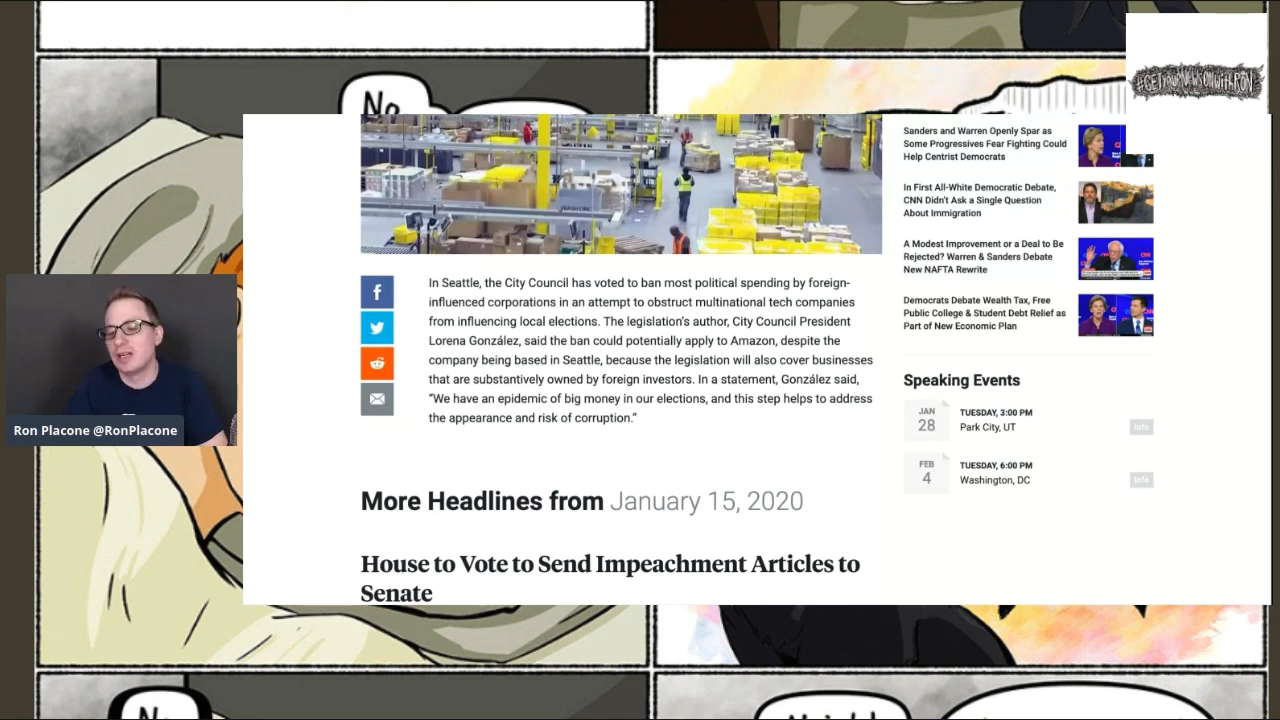 No
#GETYOURNEWSONWITHRON
Sanders and Warren Openly Spar as
Some Progressives Fear Fighting Could
Help Centrist Democrats
In First All-White Democratic Debate,
CNN Didn't Ask a Single Question
About Immigration
A Modest Improvement or a Deal to Be
Rejected? Warren & Sanders Debate
New NAFTA Rewrite
Democrats Debate Wealth Tax, Free
Public College & Student Debt Relief as
Part of New Economic Plan
In Seattle, the City Council has voted to ban most political spending by foreign-
influenced corporations in an attempt to obstruct multinational tech companies
from influencing local elections. The legislation's author, City Council President
Lorena González, said the ban could potentially apply to Amazon, despite the
company being based in Seattle, because the legislation will also cover businesses
that are substantively owned by foreign investors. In a statement, González said,
“We have an epidemic of big money in our elections, and this step helps to address
the appearance and risk of corruption.”
Speaking Events
JAN
28
TUESDAY, 3:00 PM
Park City, UT
Info
FEB
4
TUESDAY, 6:00 PM
Washington, DC
Info
Ron Placone @RonPlacone
More Headlines from January 15, 2020
House to Vote to Send Impeachment Articles to
Senate